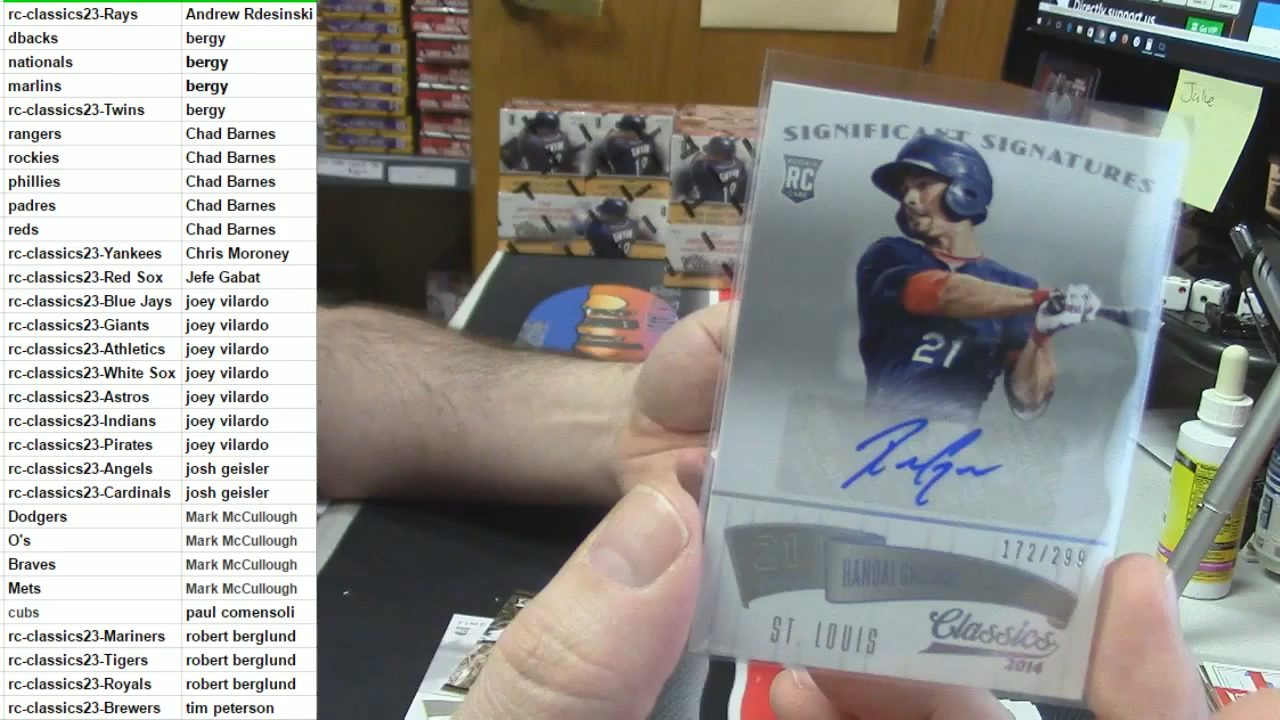 rc-classics23-Rays Andrew Rdesinski
dbacks bergy
nationals bergy
marlins bergy
rc-classics23-Twins bergy
rangers Chad Barnes
rockies Chad Barnes
phillies Chad Barnes
padres Chad Barnes
reds Chad Barnes
rc-classics23-Yankees Chris Moroney
rc-classics23-Red Sox Jefe Gabat
rc-classics23-Blue Jays joey vilardo
rc-classics23-Giants joey vilardo
rc-classics23-Athletics joey vilardo
rc-classics23-White Sox joey vilardo
rc-classics23-Astros joey vilardo
rc-classics23-Indians joey vilardo
rc-classics23-Pirates joey vilardo
rc-classics23-Angels josh geisler
rc-classics23-Cardinals josh geisler
Dodgers Mark McCullough
O's Mark McCullough
Braves Mark McCullough
Mets Mark McCullough
cubs paul comensoli
rc-classics23-Mariners robert berglund
rc-classics23-Tigers robert berglund
rc-classics23-Royals robert berglund
rc-classics23-Brewers tim peterson
Directly support us
Julie
SIGNIFICANT SIGNATURES
RC
21
172/299
21
ST. LOUIS
Classics
2014